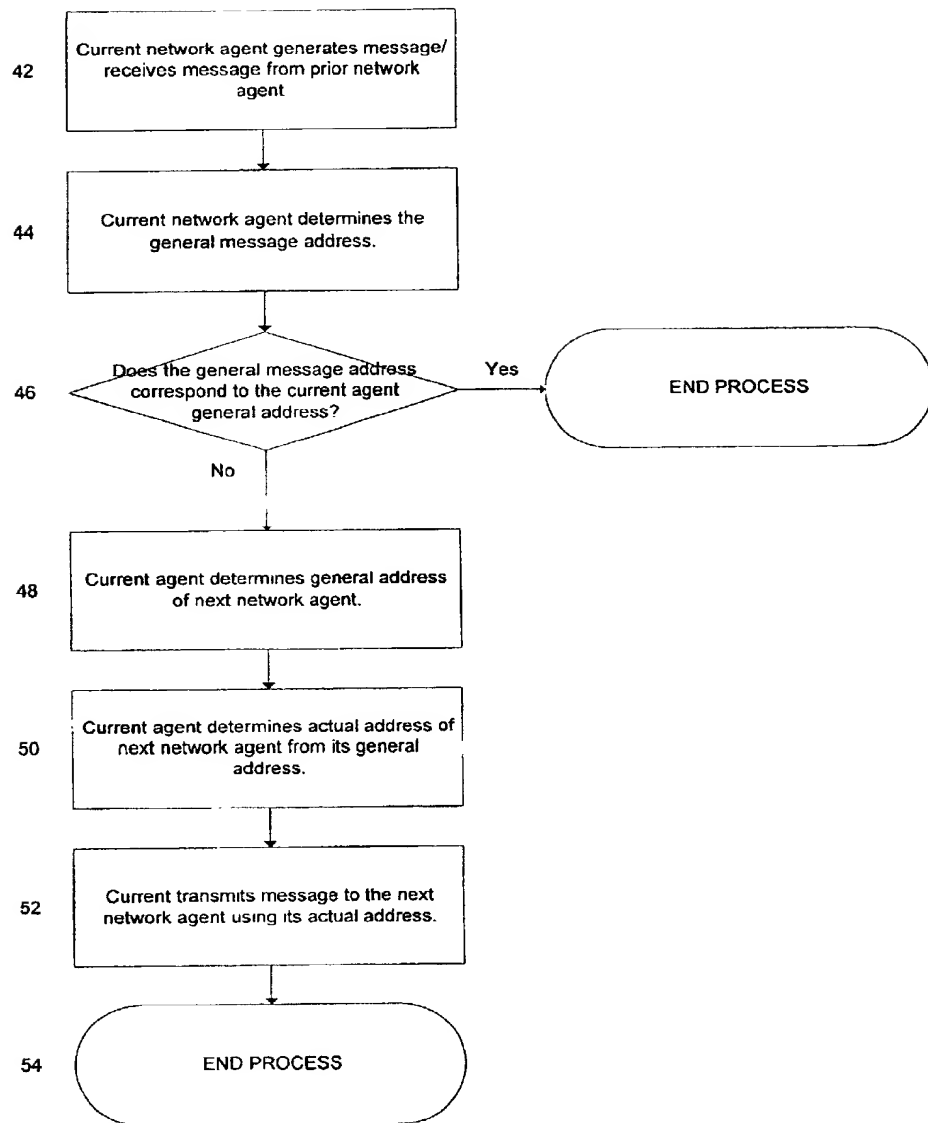 42
Current network agent generates message/
receives message from prior network
agent
44
Current network agent determines the
general message address.
46
Does the general message address
correspond to the current agent
general address?
Yes
END PROCESS
No
48
Current agent determines general address
of next network agent.
50
Current agent determines actual address of
next network agent from its general
address.
52
Current transmits message to the next
network agent using its actual address.
54
END PROCESS